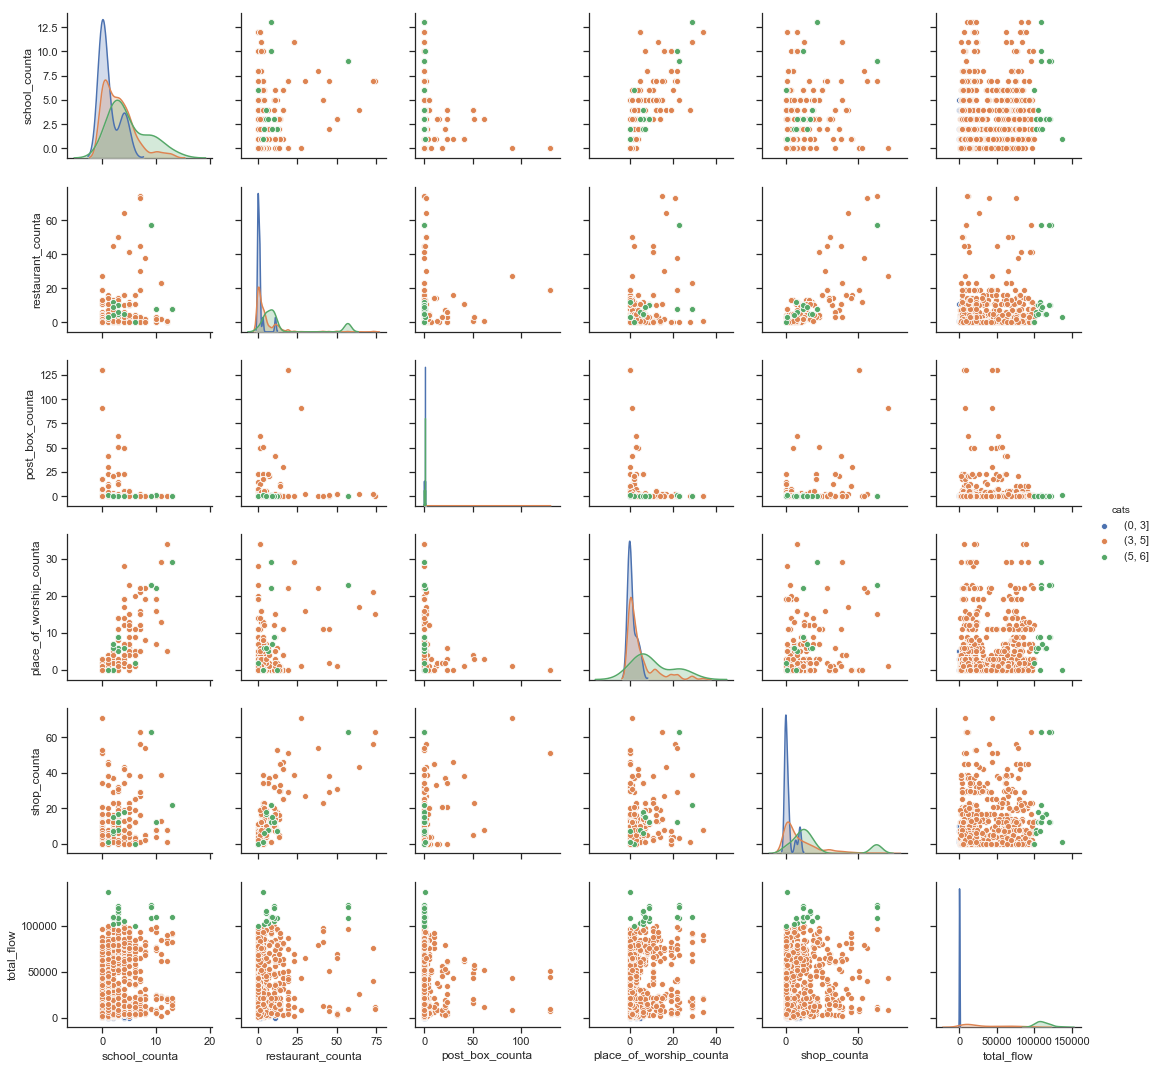 school_counta
12.5
10.0
7.5
5.0
2.5
0.0
restaurant_counta
60
40
20
0
post_box_counta
125
100
75
50
25
0
place_of_worship_counta
30
20
10
0
cats
(0, 3]
(3, 5]
(5, 6]
shop_counta
60
40
20
0
total_flow
100000
50000
0
0 20
0 25 50 75
0 100
0 20 40
0 50
0 50000 100000 150000
school_counta
restaurant_counta
post_box_counta
place_of_worship_counta
shop_counta
total_flow